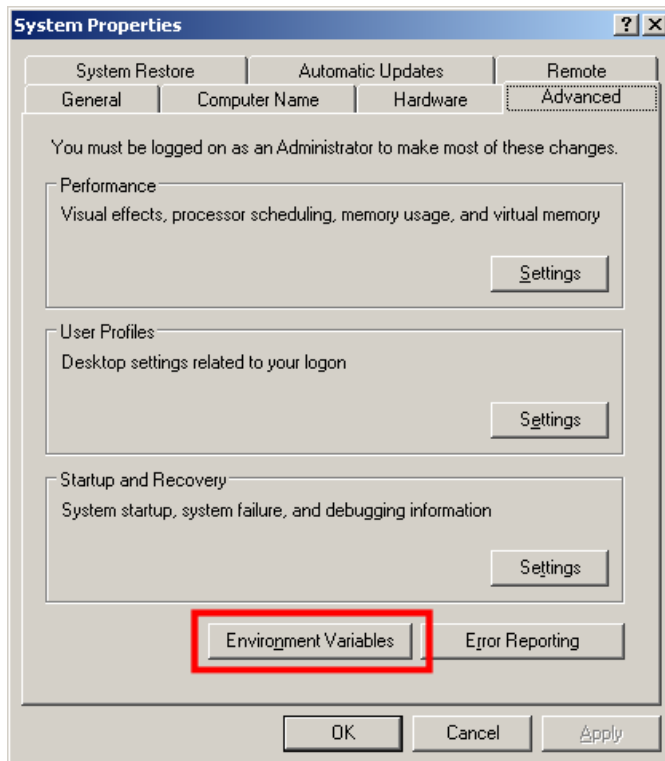 System Properties
System Restore Automatic Updates Remote
General Computer Name Hardware Advanced
You must be logged on as an Administrator to make most of these changes.
Performance
Visual effects, processor scheduling, memory usage, and virtual memory
Settings
User Profiles
Desktop settings related to your logon
Settings
Startup and Recovery
System startup, system failure, and debugging information
Settings
Environment Variables Error Reporting
OK Cancel Apply